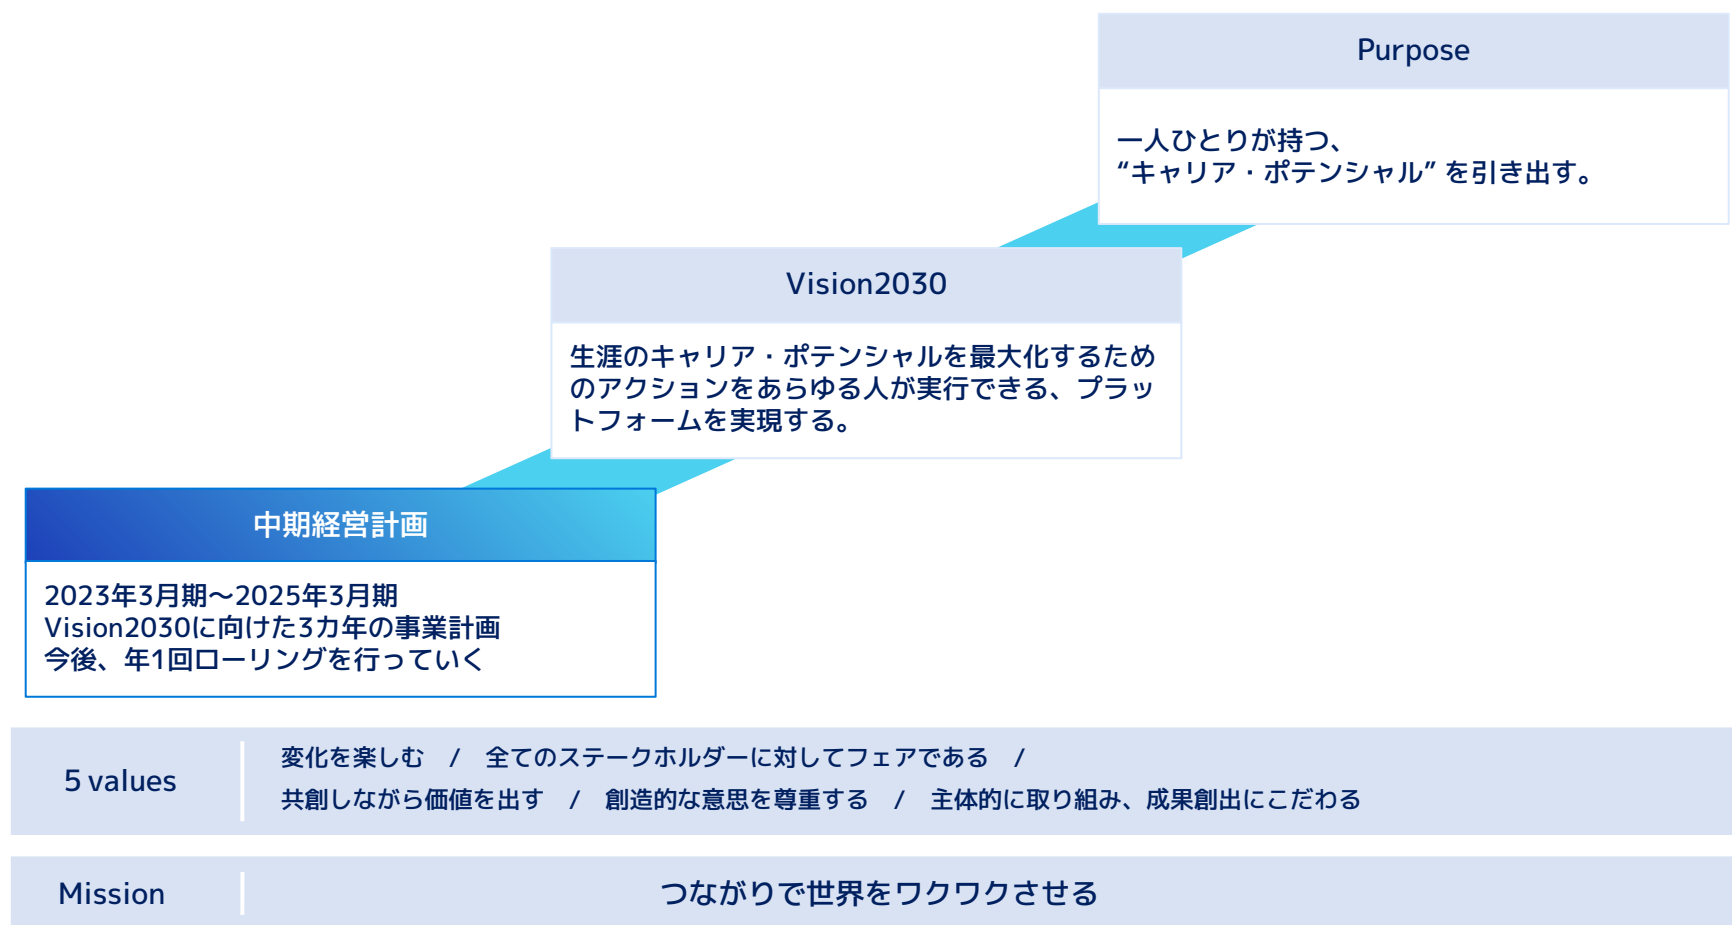 Purpose
一人ひとりが持つ、
“キャリア・ポテンシャル” を引き出す。
Vision2030
生涯のキャリア・ポテンシャルを最大化するため
のアクションをあらゆる人が実行できる、プラッ
トフォームを実現する。
中期経営計画
2023年3月期～2025年3月期
Vision2030に向けた3カ年の事業計画
今後、年1回ローリングを行っていく
5 values
変化を楽しむ / 全てのステークホルダーに対してフェアである /
共創しながら価値を出す / 創造的な意思を尊重する / 主体的に取り組み、成果創出にこだわる
Mission
つながりで世界をワクワクさせる